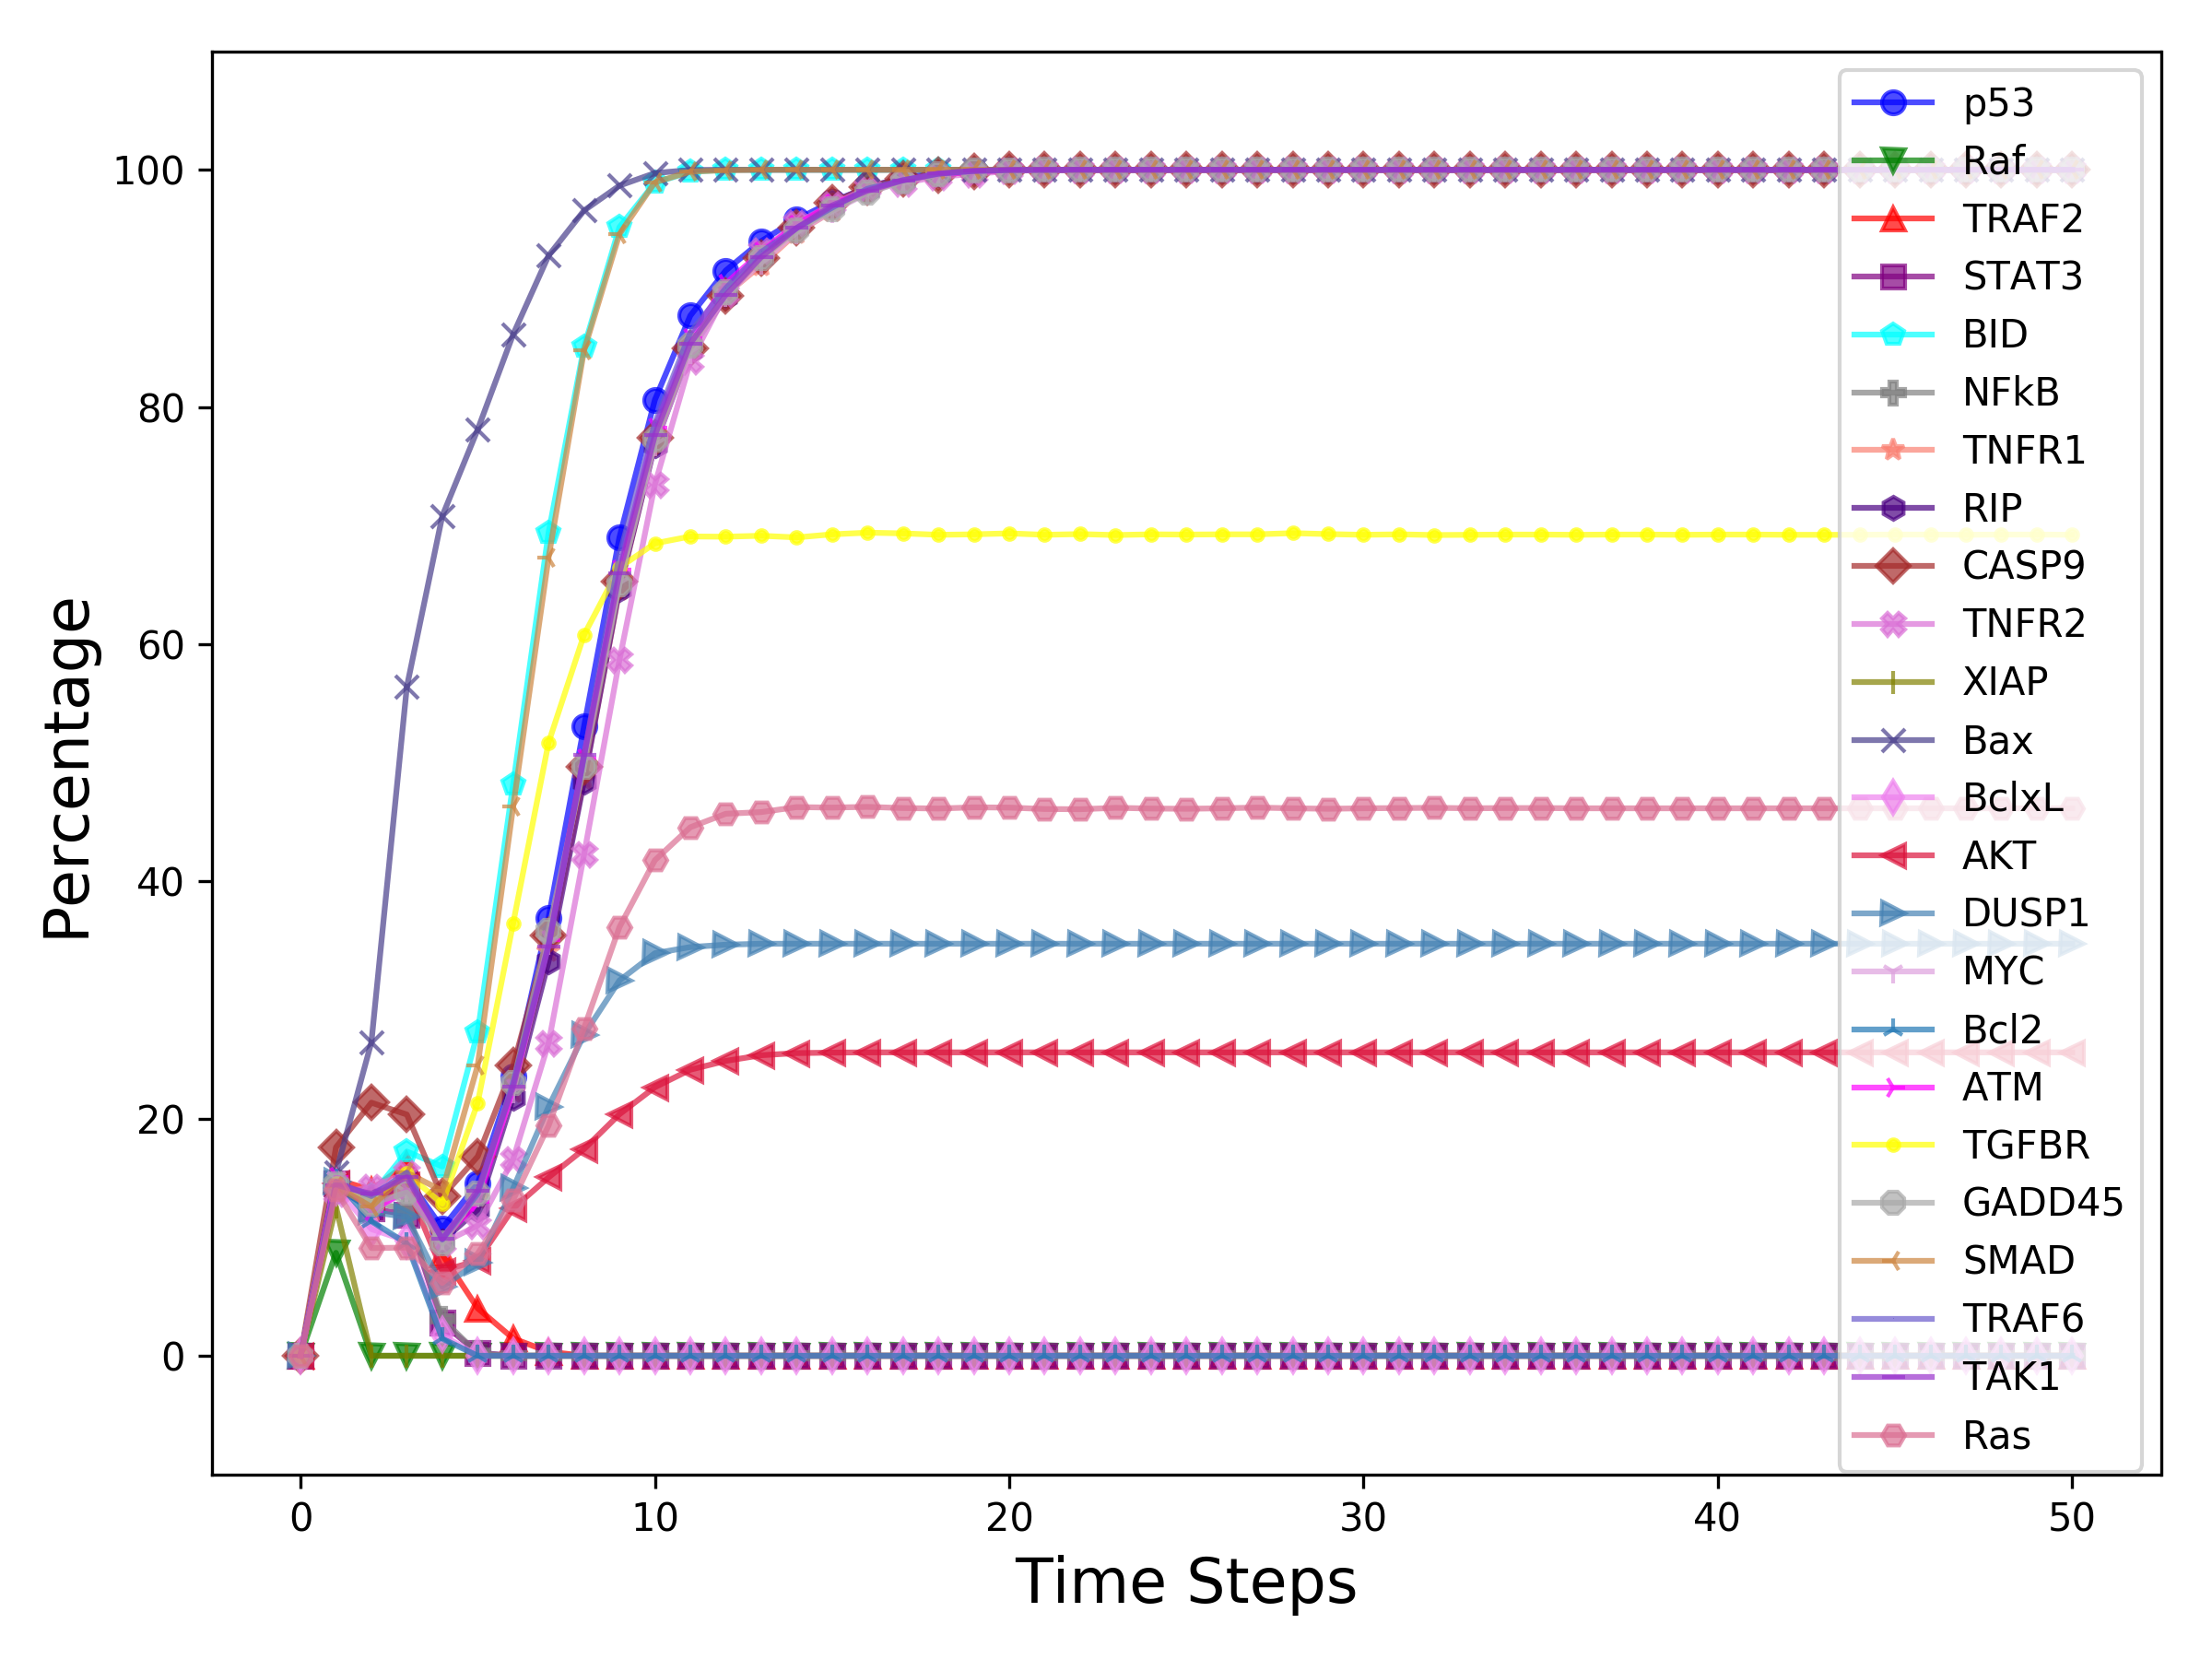 100
80
60
40
20
0
Percentage
0 10 20 30 40 50
Time Steps
p53
Raf
TRAF2
STAT3
BID
NFkB
TNFR1
RIP
CASP9
TNFR2
XIAP
Bax
BclxL
AKT
DUSP1
MYC
Bcl2
ATM
TGFBR
GADD45
SMAD
TRAF6
TAK1
Ras